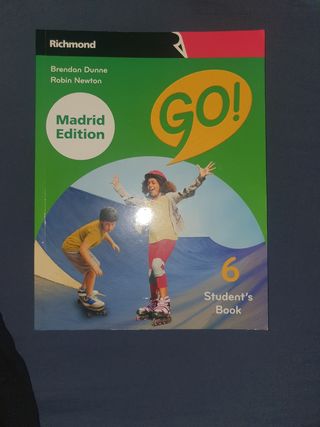 Richmond
Brendan Dunne
Robin Newton
Madrid
Edition
GO!
6
Student's
Book